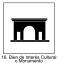 16. Bien de Interés Cultural
o Monumento